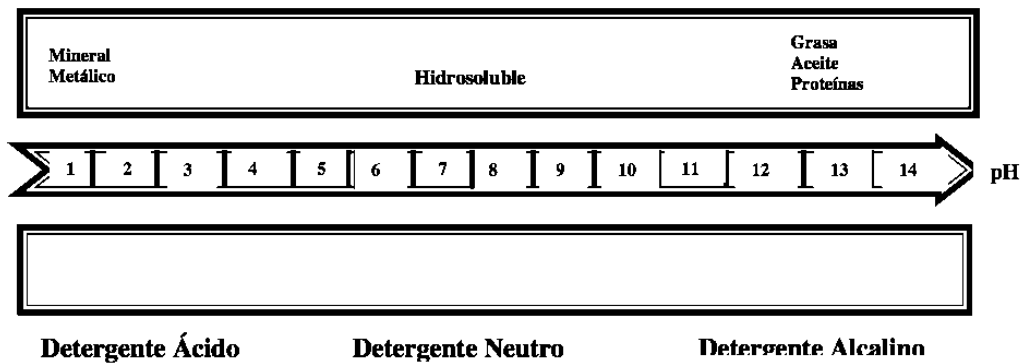 Mineral
Metálico
Hidrosoluble
Grasa
Aceite
Proteínas
1 2 3 4 5 6 7 8 9 10 11 12 13 14 pH
Detergente Ácido Detergente Neutro Detergente Alcalino